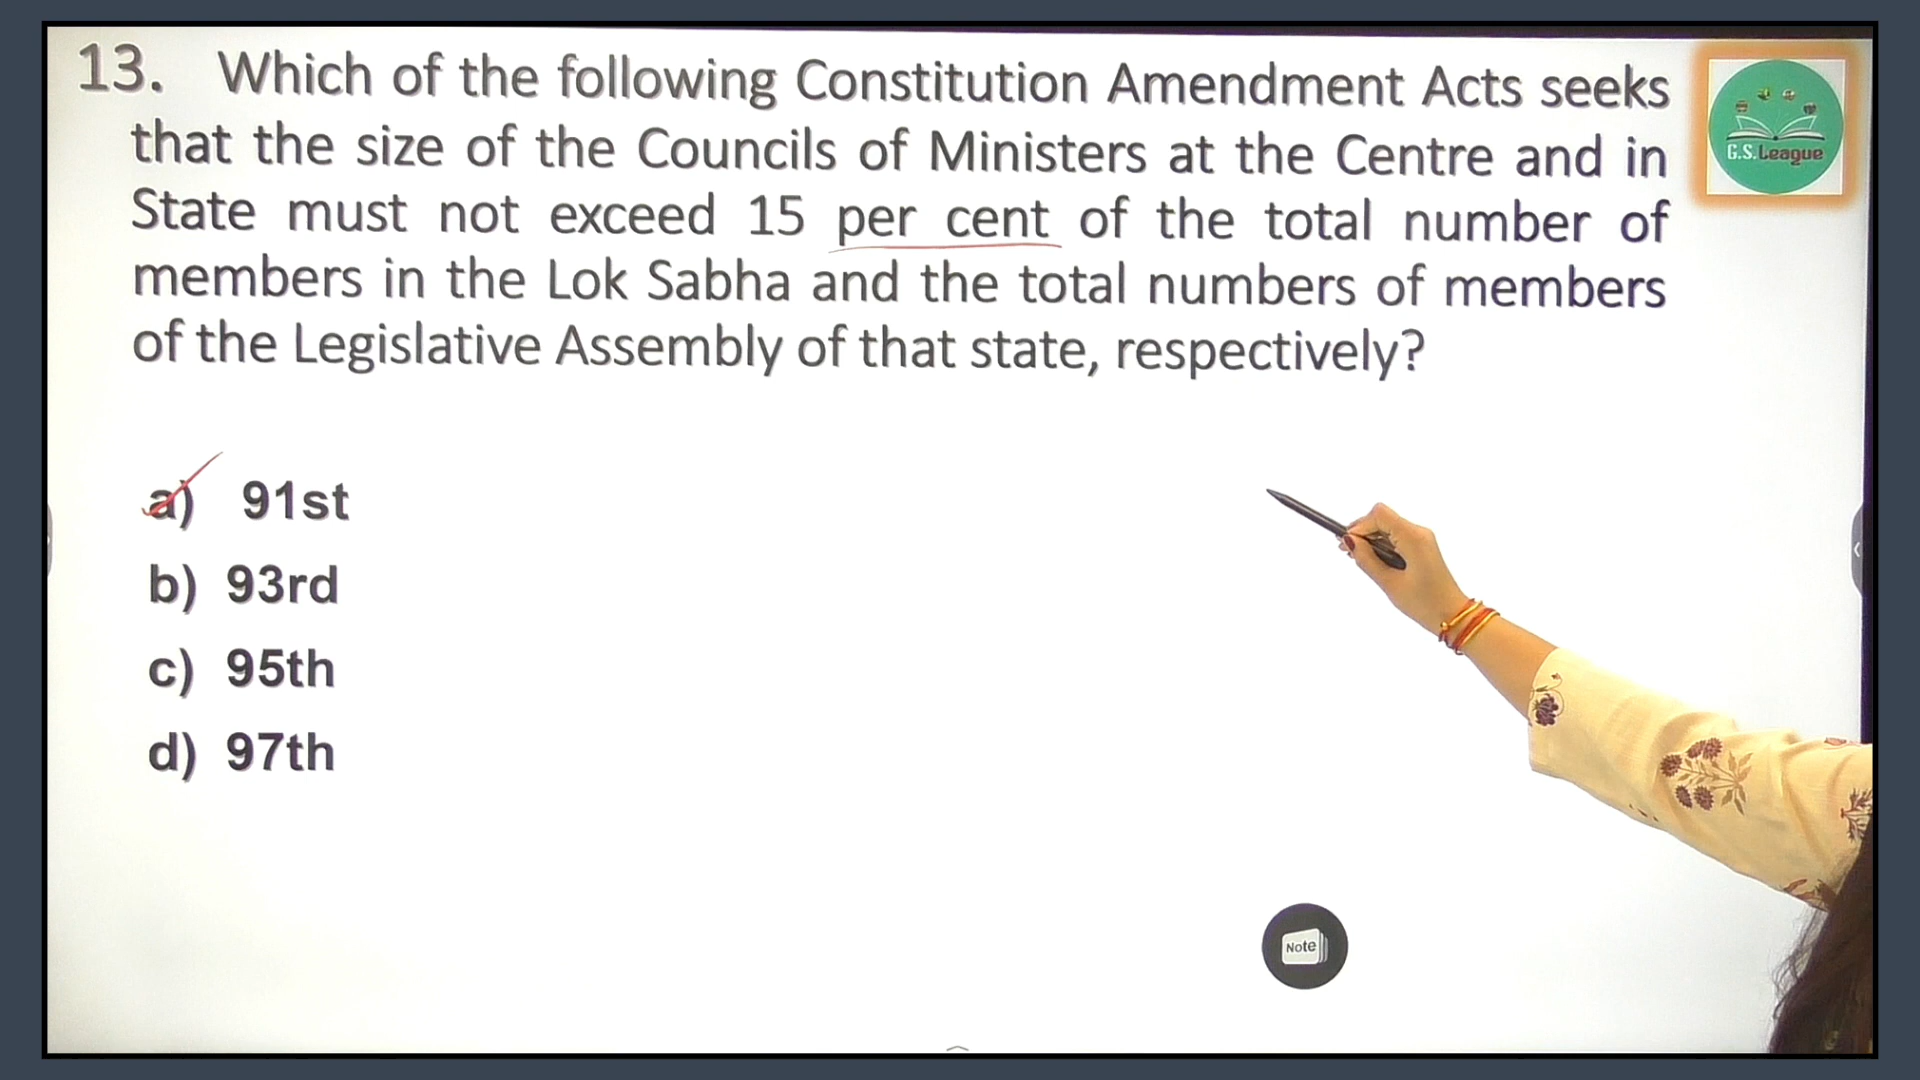 13. Which of the following Constitution Amendment Acts seeks
that the size of the Councils of Ministers at the Centre and in
State must not exceed 15 per cent of the total number of
members in the Lok Sabha and the total numbers of members
of the Legislative Assembly of that state, respectively?
G.S.League
a) 91st
b) 93rd
c) 95th
d) 97th
Note